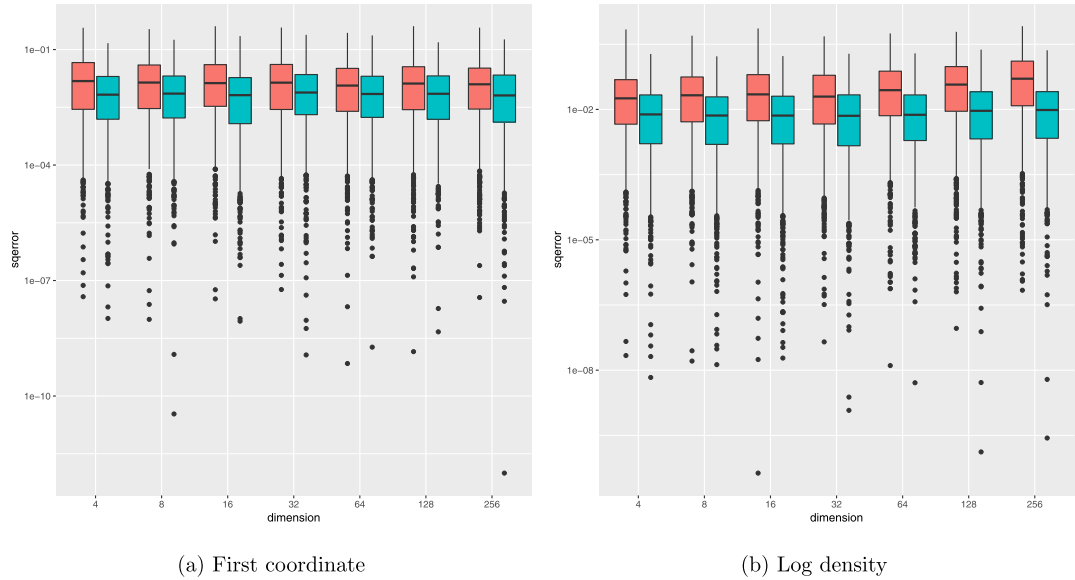 1e−01
1e−04
1e−07
1e−10
sqerror
4 8 16 32 64 128 256
dimension
(a) First coordinate
1e−02
1e−05
1e−08
sqerror
4 8 16 32 64 128 256
dimension
(b) Log density